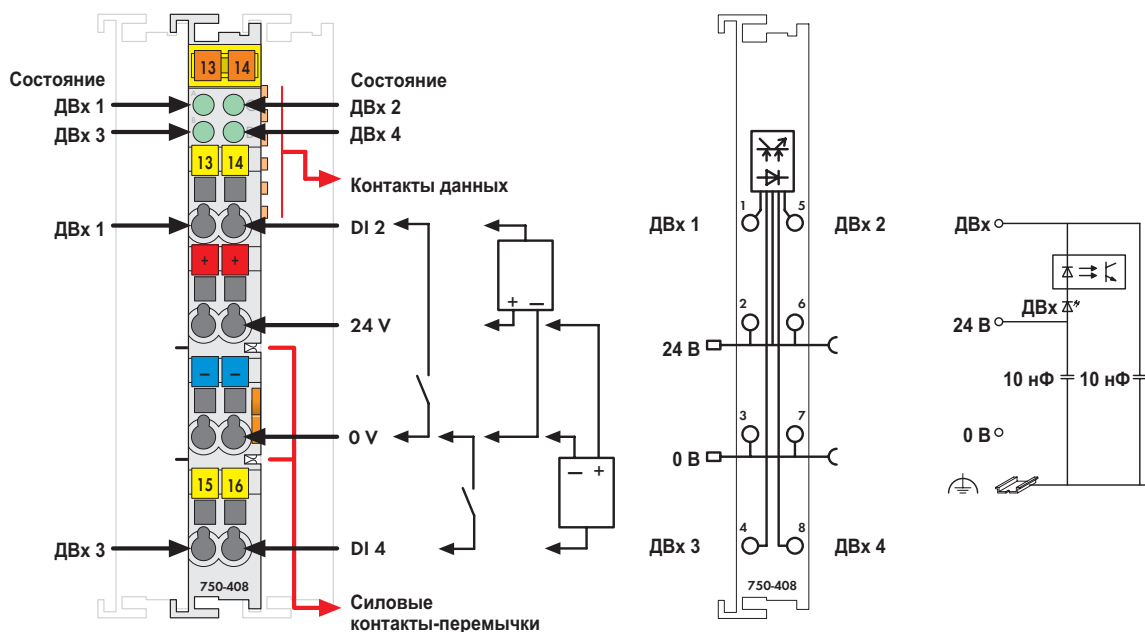 13 14
Состояние
ДВх 1
ДВх 3
Состояние
ДВх 2
ДВх 4
13 14
Контакты данных
ДВх 1
DI 2
+ +
24 V
– –
0 V
15 16
ДВх 3
DI 4
750-408
Силовые
контакты-перемычки
+ –
– +
1 5
ДВх 1
ДВх 2
2 6
24 В
3 7
0 В
4 8
ДВх 3
ДВх 4
750-408
ДВх
ДВх
24 В
10 нФ 10 нФ
0 В